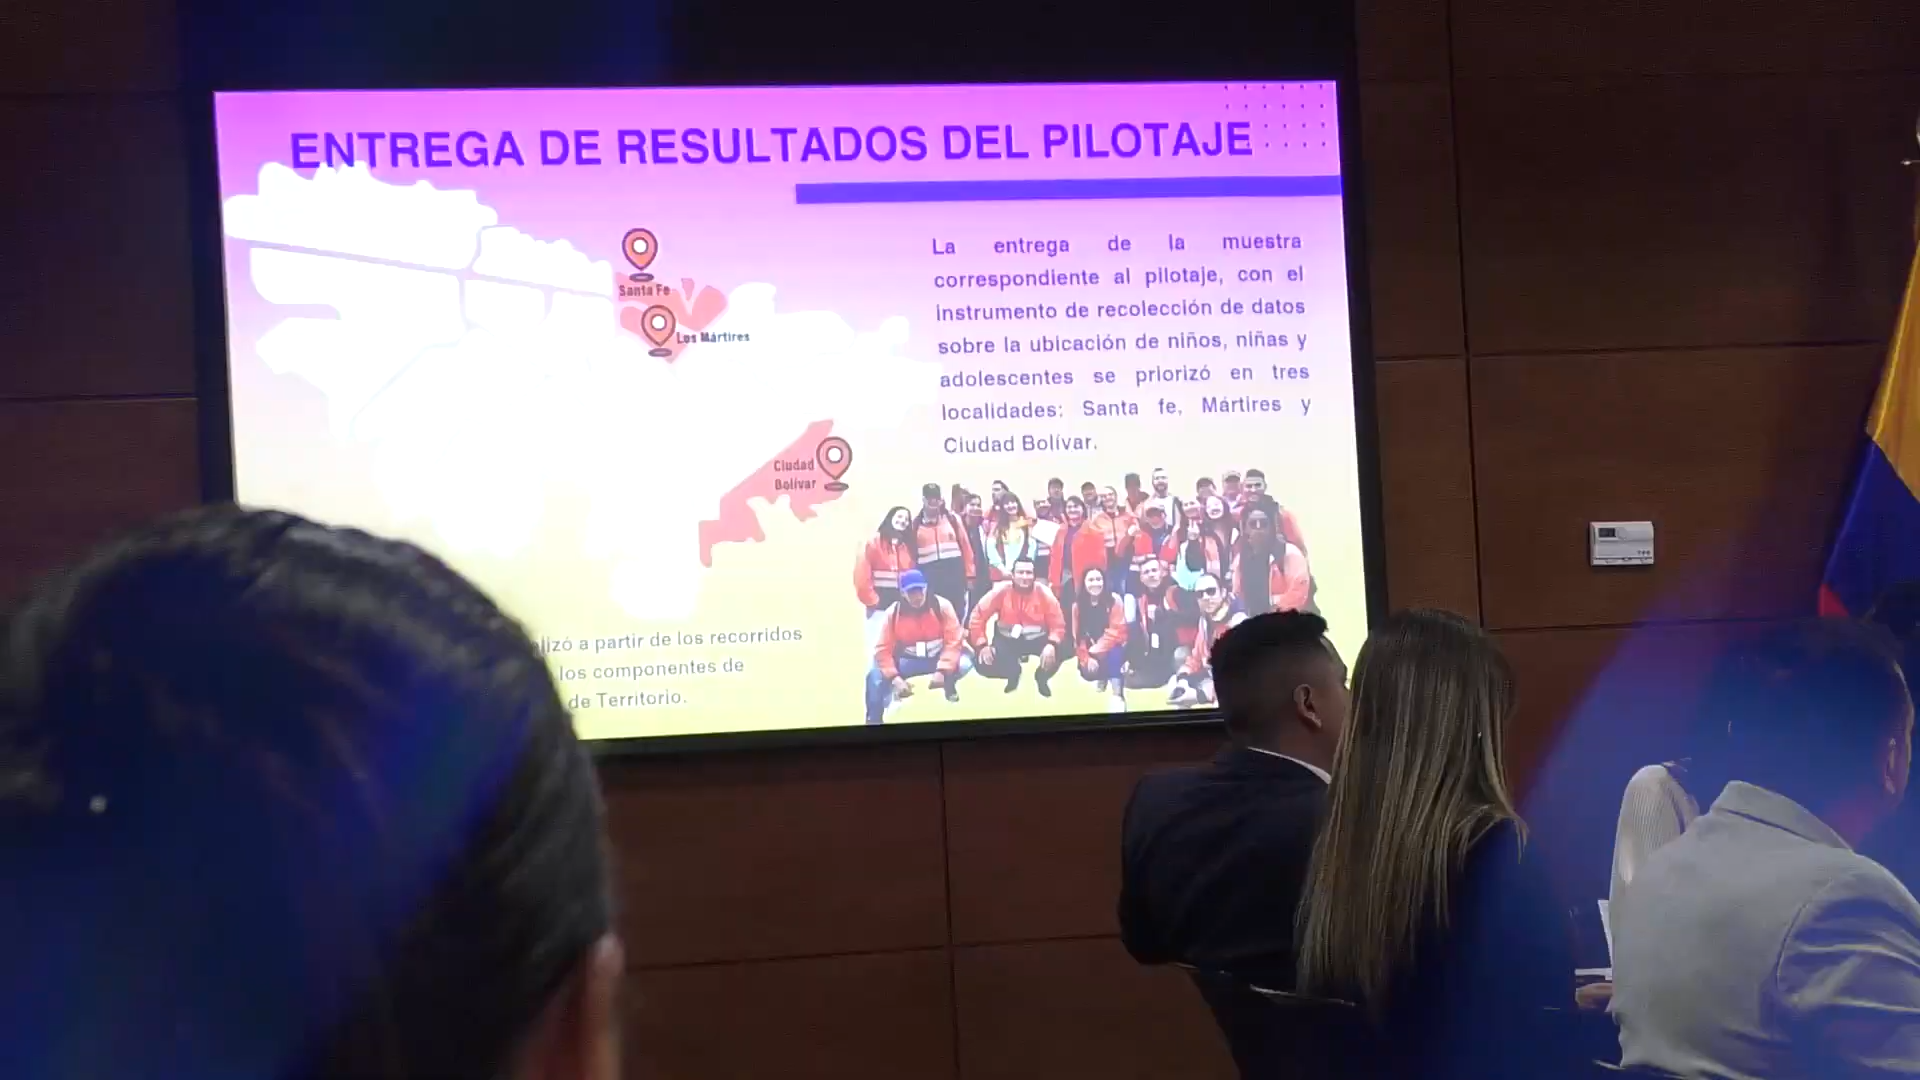 ENTREGA DE RESULTADOS DEL PILOTAJE
Santa Fe
Los Mártires
Ciudad
Bolívar
La entrega de la muestra
correspondiente al pilotaje, con el
instrumento de recolección de datos
sobre la ubicación de niños, niñas y
adolescentes se priorizó en tres
localidades: Santa fe, Mártires y
Ciudad Bolívar.
a partir de los recorridos
los componentes de
de Territorio.